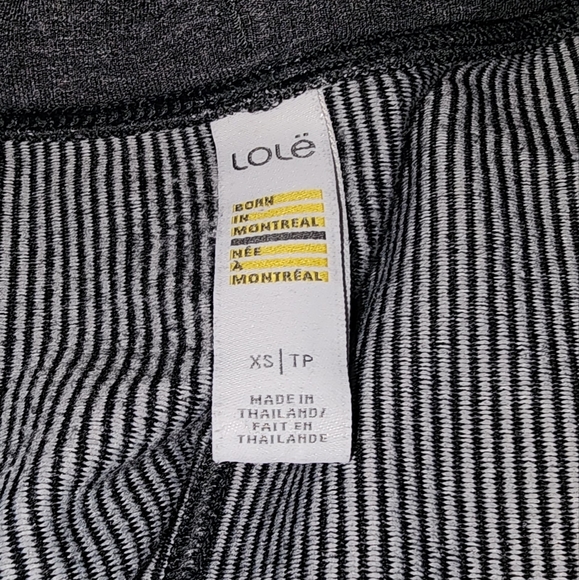 LOLË
BORN
IN
MONTREAL
NÉE
À
MONTRÉAL
XS | TP
MADE IN
THAILAND/
FAIT EN
THAILANDE